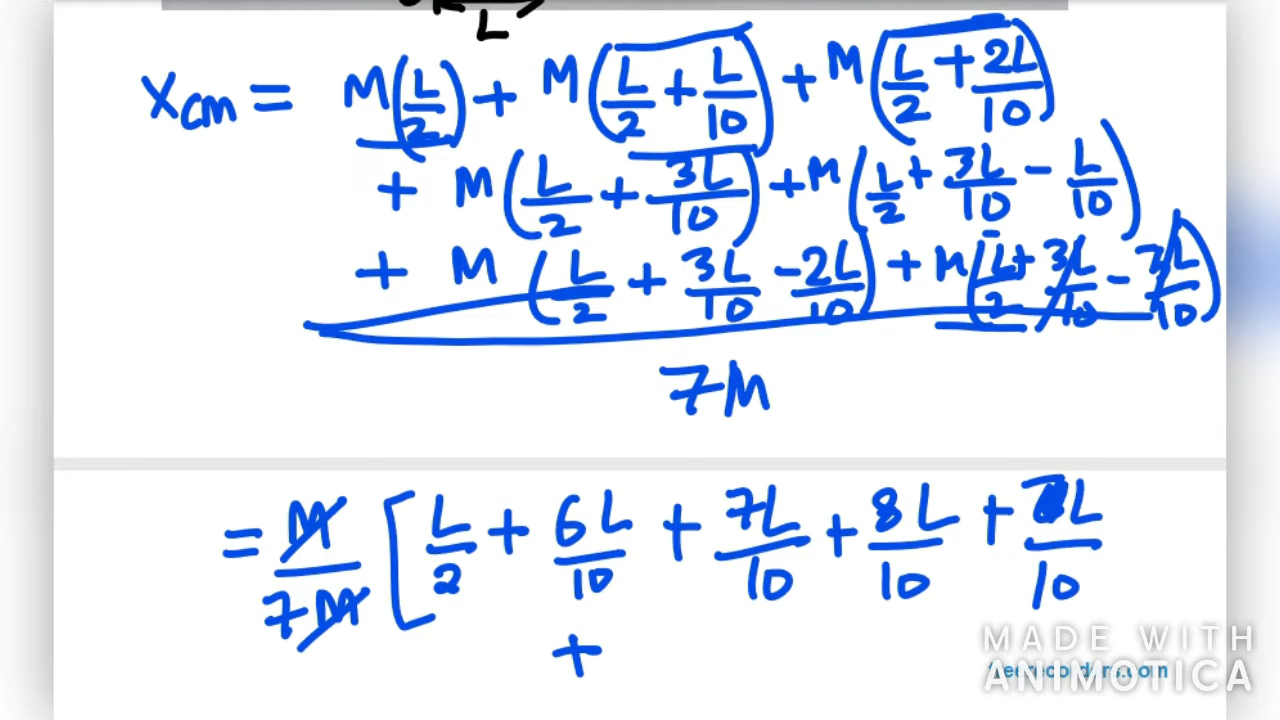 L
Xcm = M(L/2) + M(L/2 + L/10) + M(L/2 + 2L/10)
+ M(L/2 + 3L/10) + M(L/2 + 3L/10 - L/10)
+ M(L/2 + 3L/10 - 2L/10) + M(L/2 + 3L/10 - 3L/10)
7M
= M/7M [L/2 + 6L/10 + 7L/10 + 8L/10 + 7L/10
+
MADE WITH
ANIMOTICA